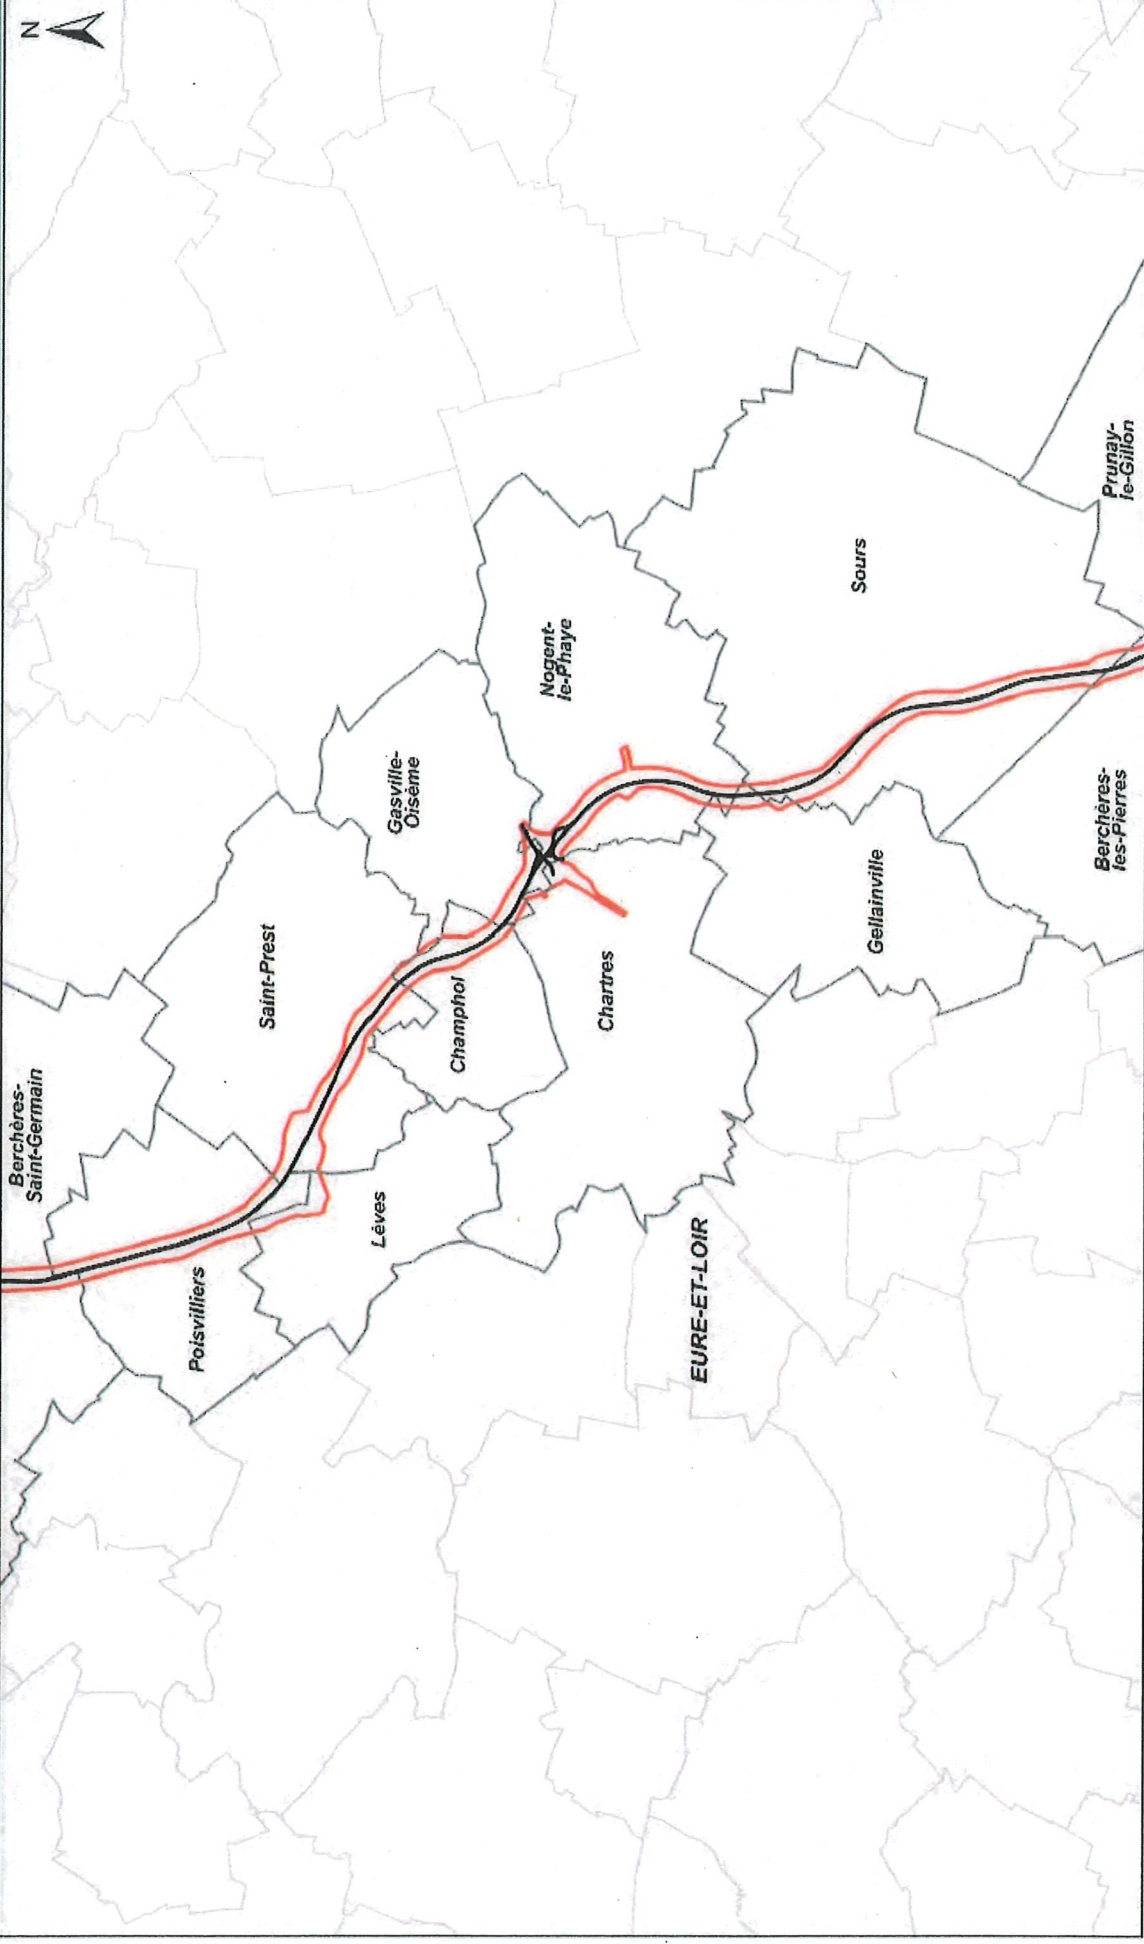 N
Berchères-
Saint-Germain
Poisvilliers
Saint-Prest
Lèves
Gasville-
Oisème
Champhol
Nogent-
le-Phaye
Chartres
EURE-ET-LOIR
Sours
Gellainville
Prunay-
le-Gillon
Berchères-
les-Pierres